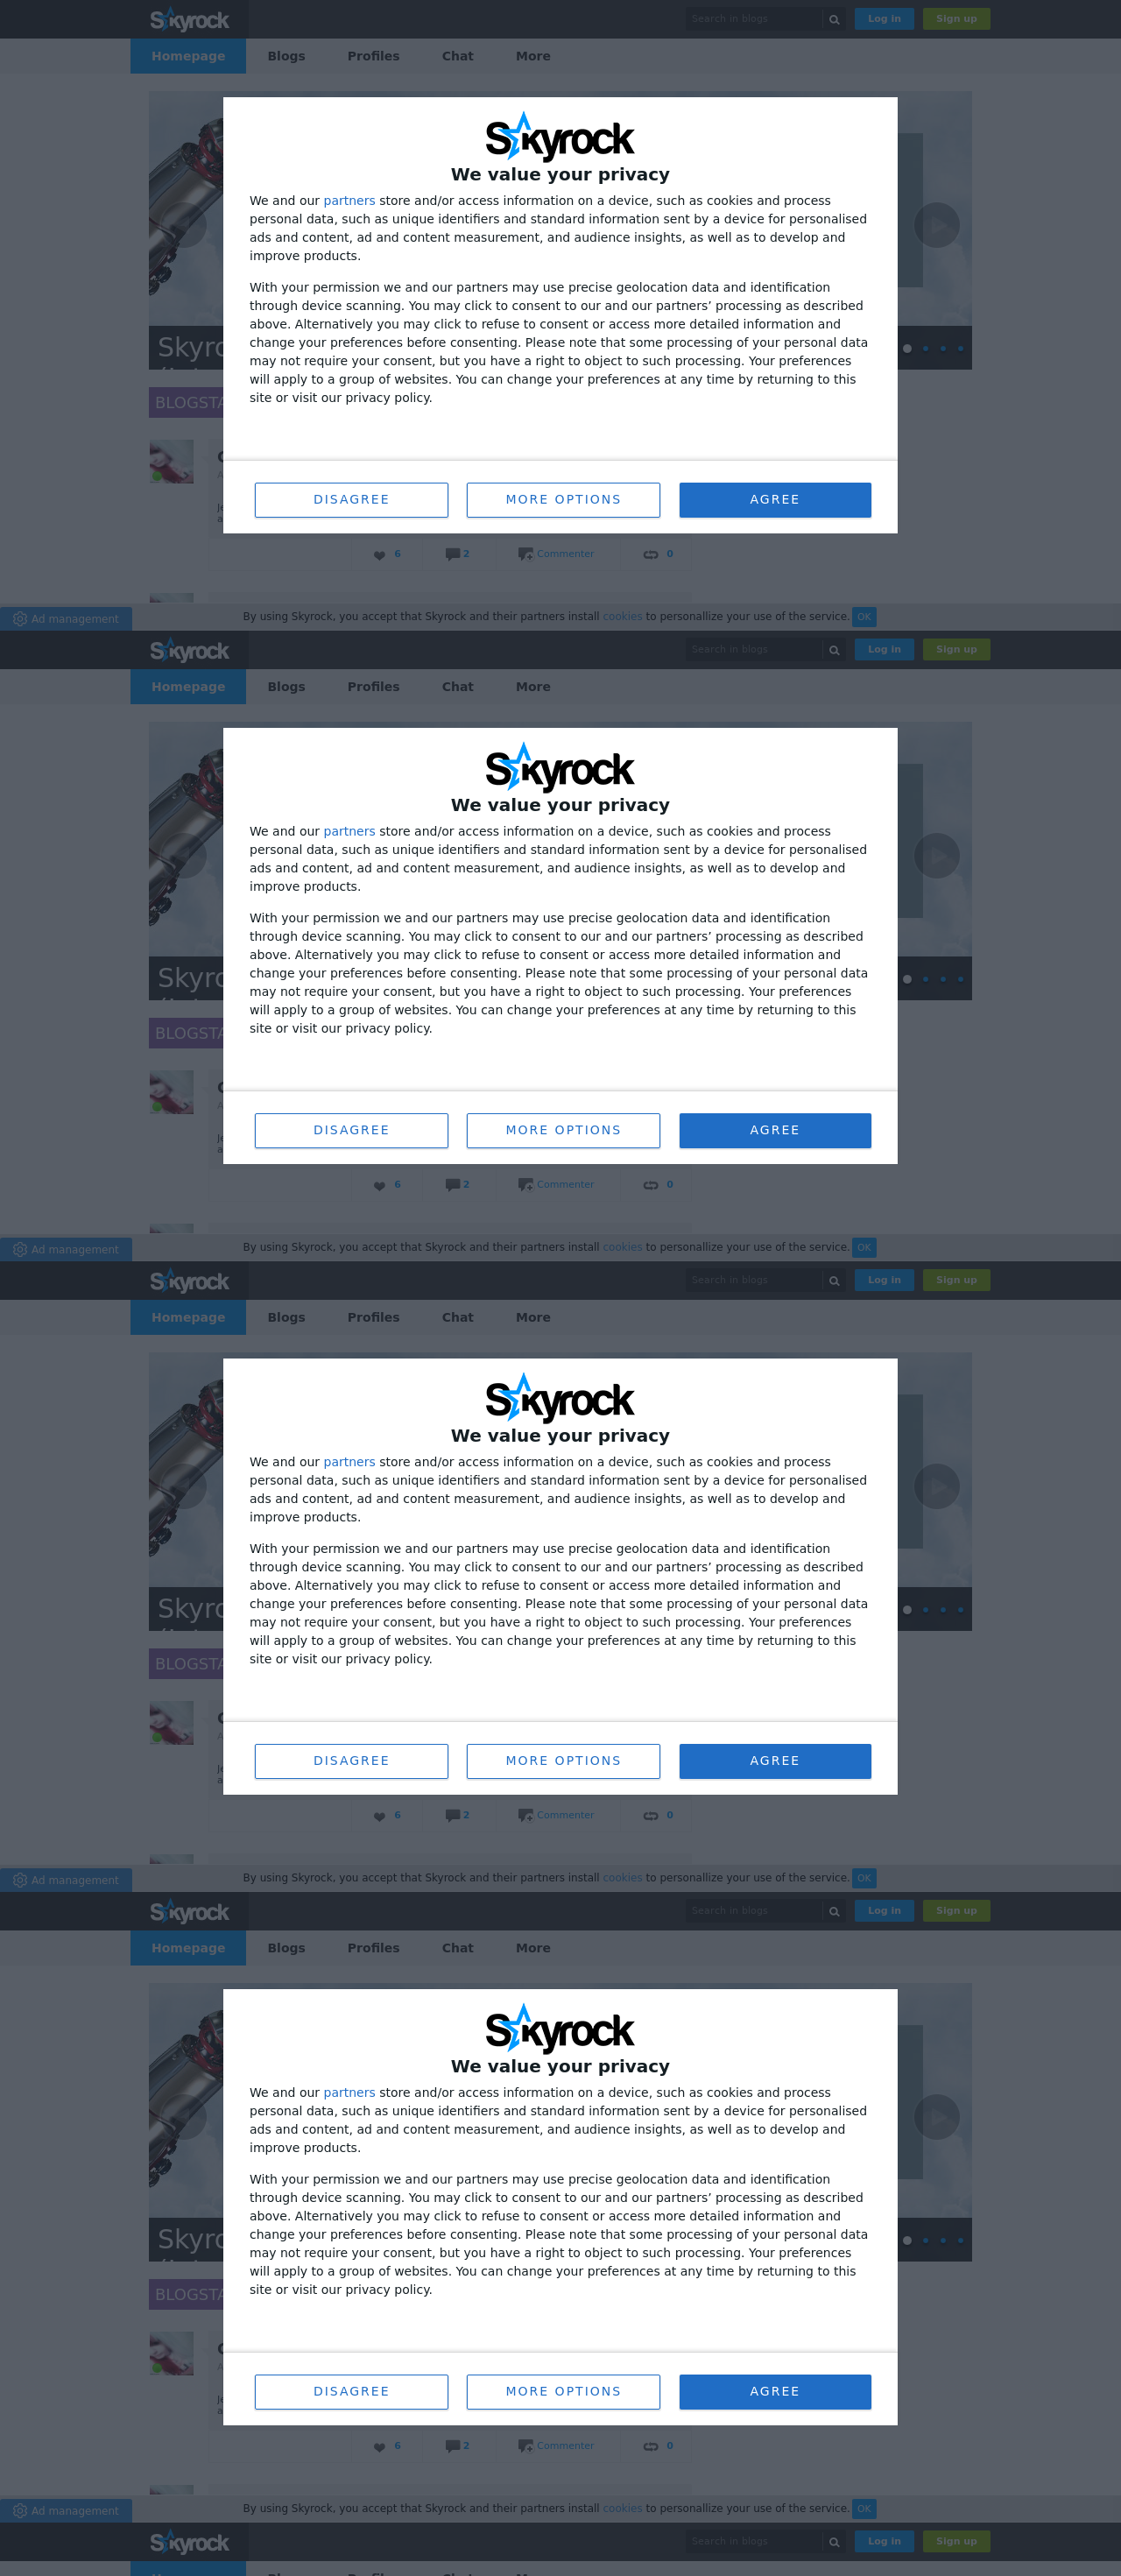 Skyrock
Search in blogs
Log in
Sign up
Homepage
Blogs
Profiles
Chat
More
Skyrock
We value your privacy
We and our partners store and/or access information on a device, such as cookies and process
personal data, such as unique identifiers and standard information sent by a device for personalised
ads and content, ad and content measurement, and audience insights, as well as to develop and
improve products.
With your permission we and our partners may use precise geolocation data and identification
through device scanning. You may click to consent to our and our partners’ processing as described
above. Alternatively you may click to refuse to consent or access more detailed information and
change your preferences before consenting. Please note that some processing of your personal data
may not require your consent, but you have a right to object to such processing. Your preferences
will apply to a group of websites. You can change your preferences at any time by returning to this
site or visit our privacy policy.
DISAGREE
MORE OPTIONS
AGREE
6
2
Commenter
0
Ad management
By using Skyrock, you accept that Skyrock and their partners install cookies to personallize your use of the service.
OK
Skyrock
Search in blogs
Log in
Sign up
Homepage
Blogs
Profiles
Chat
More
Skyrock
We value your privacy
We and our partners store and/or access information on a device, such as cookies and process
personal data, such as unique identifiers and standard information sent by a device for personalised
ads and content, ad and content measurement, and audience insights, as well as to develop and
improve products.
With your permission we and our partners may use precise geolocation data and identification
through device scanning. You may click to consent to our and our partners’ processing as described
above. Alternatively you may click to refuse to consent or access more detailed information and
change your preferences before consenting. Please note that some processing of your personal data
may not require your consent, but you have a right to object to such processing. Your preferences
will apply to a group of websites. You can change your preferences at any time by returning to this
site or visit our privacy policy.
DISAGREE
MORE OPTIONS
AGREE
6
2
Commenter
0
Ad management
By using Skyrock, you accept that Skyrock and their partners install cookies to personallize your use of the service.
OK
Skyrock
Search in blogs
Log in
Sign up
Homepage
Blogs
Profiles
Chat
More
Skyrock
We value your privacy
We and our partners store and/or access information on a device, such as cookies and process
personal data, such as unique identifiers and standard information sent by a device for personalised
ads and content, ad and content measurement, and audience insights, as well as to develop and
improve products.
With your permission we and our partners may use precise geolocation data and identification
through device scanning. You may click to consent to our and our partners’ processing as described
above. Alternatively you may click to refuse to consent or access more detailed information and
change your preferences before consenting. Please note that some processing of your personal data
may not require your consent, but you have a right to object to such processing. Your preferences
will apply to a group of websites. You can change your preferences at any time by returning to this
site or visit our privacy policy.
DISAGREE
MORE OPTIONS
AGREE
6
2
Commenter
0
Ad management
By using Skyrock, you accept that Skyrock and their partners install cookies to personallize your use of the service.
OK
Skyrock
Search in blogs
Log in
Sign up
Homepage
Blogs
Profiles
Chat
More
Skyrock
We value your privacy
We and our partners store and/or access information on a device, such as cookies and process
personal data, such as unique identifiers and standard information sent by a device for personalised
ads and content, ad and content measurement, and audience insights, as well as to develop and
improve products.
With your permission we and our partners may use precise geolocation data and identification
through device scanning. You may click to consent to our and our partners’ processing as described
above. Alternatively you may click to refuse to consent or access more detailed information and
change your preferences before consenting. Please note that some processing of your personal data
may not require your consent, but you have a right to object to such processing. Your preferences
will apply to a group of websites. You can change your preferences at any time by returning to this
site or visit our privacy policy.
DISAGREE
MORE OPTIONS
AGREE
6
2
Commenter
0
Ad management
By using Skyrock, you accept that Skyrock and their partners install cookies to personallize your use of the service.
OK
Skyrock
Search in blogs
Log in
Sign up